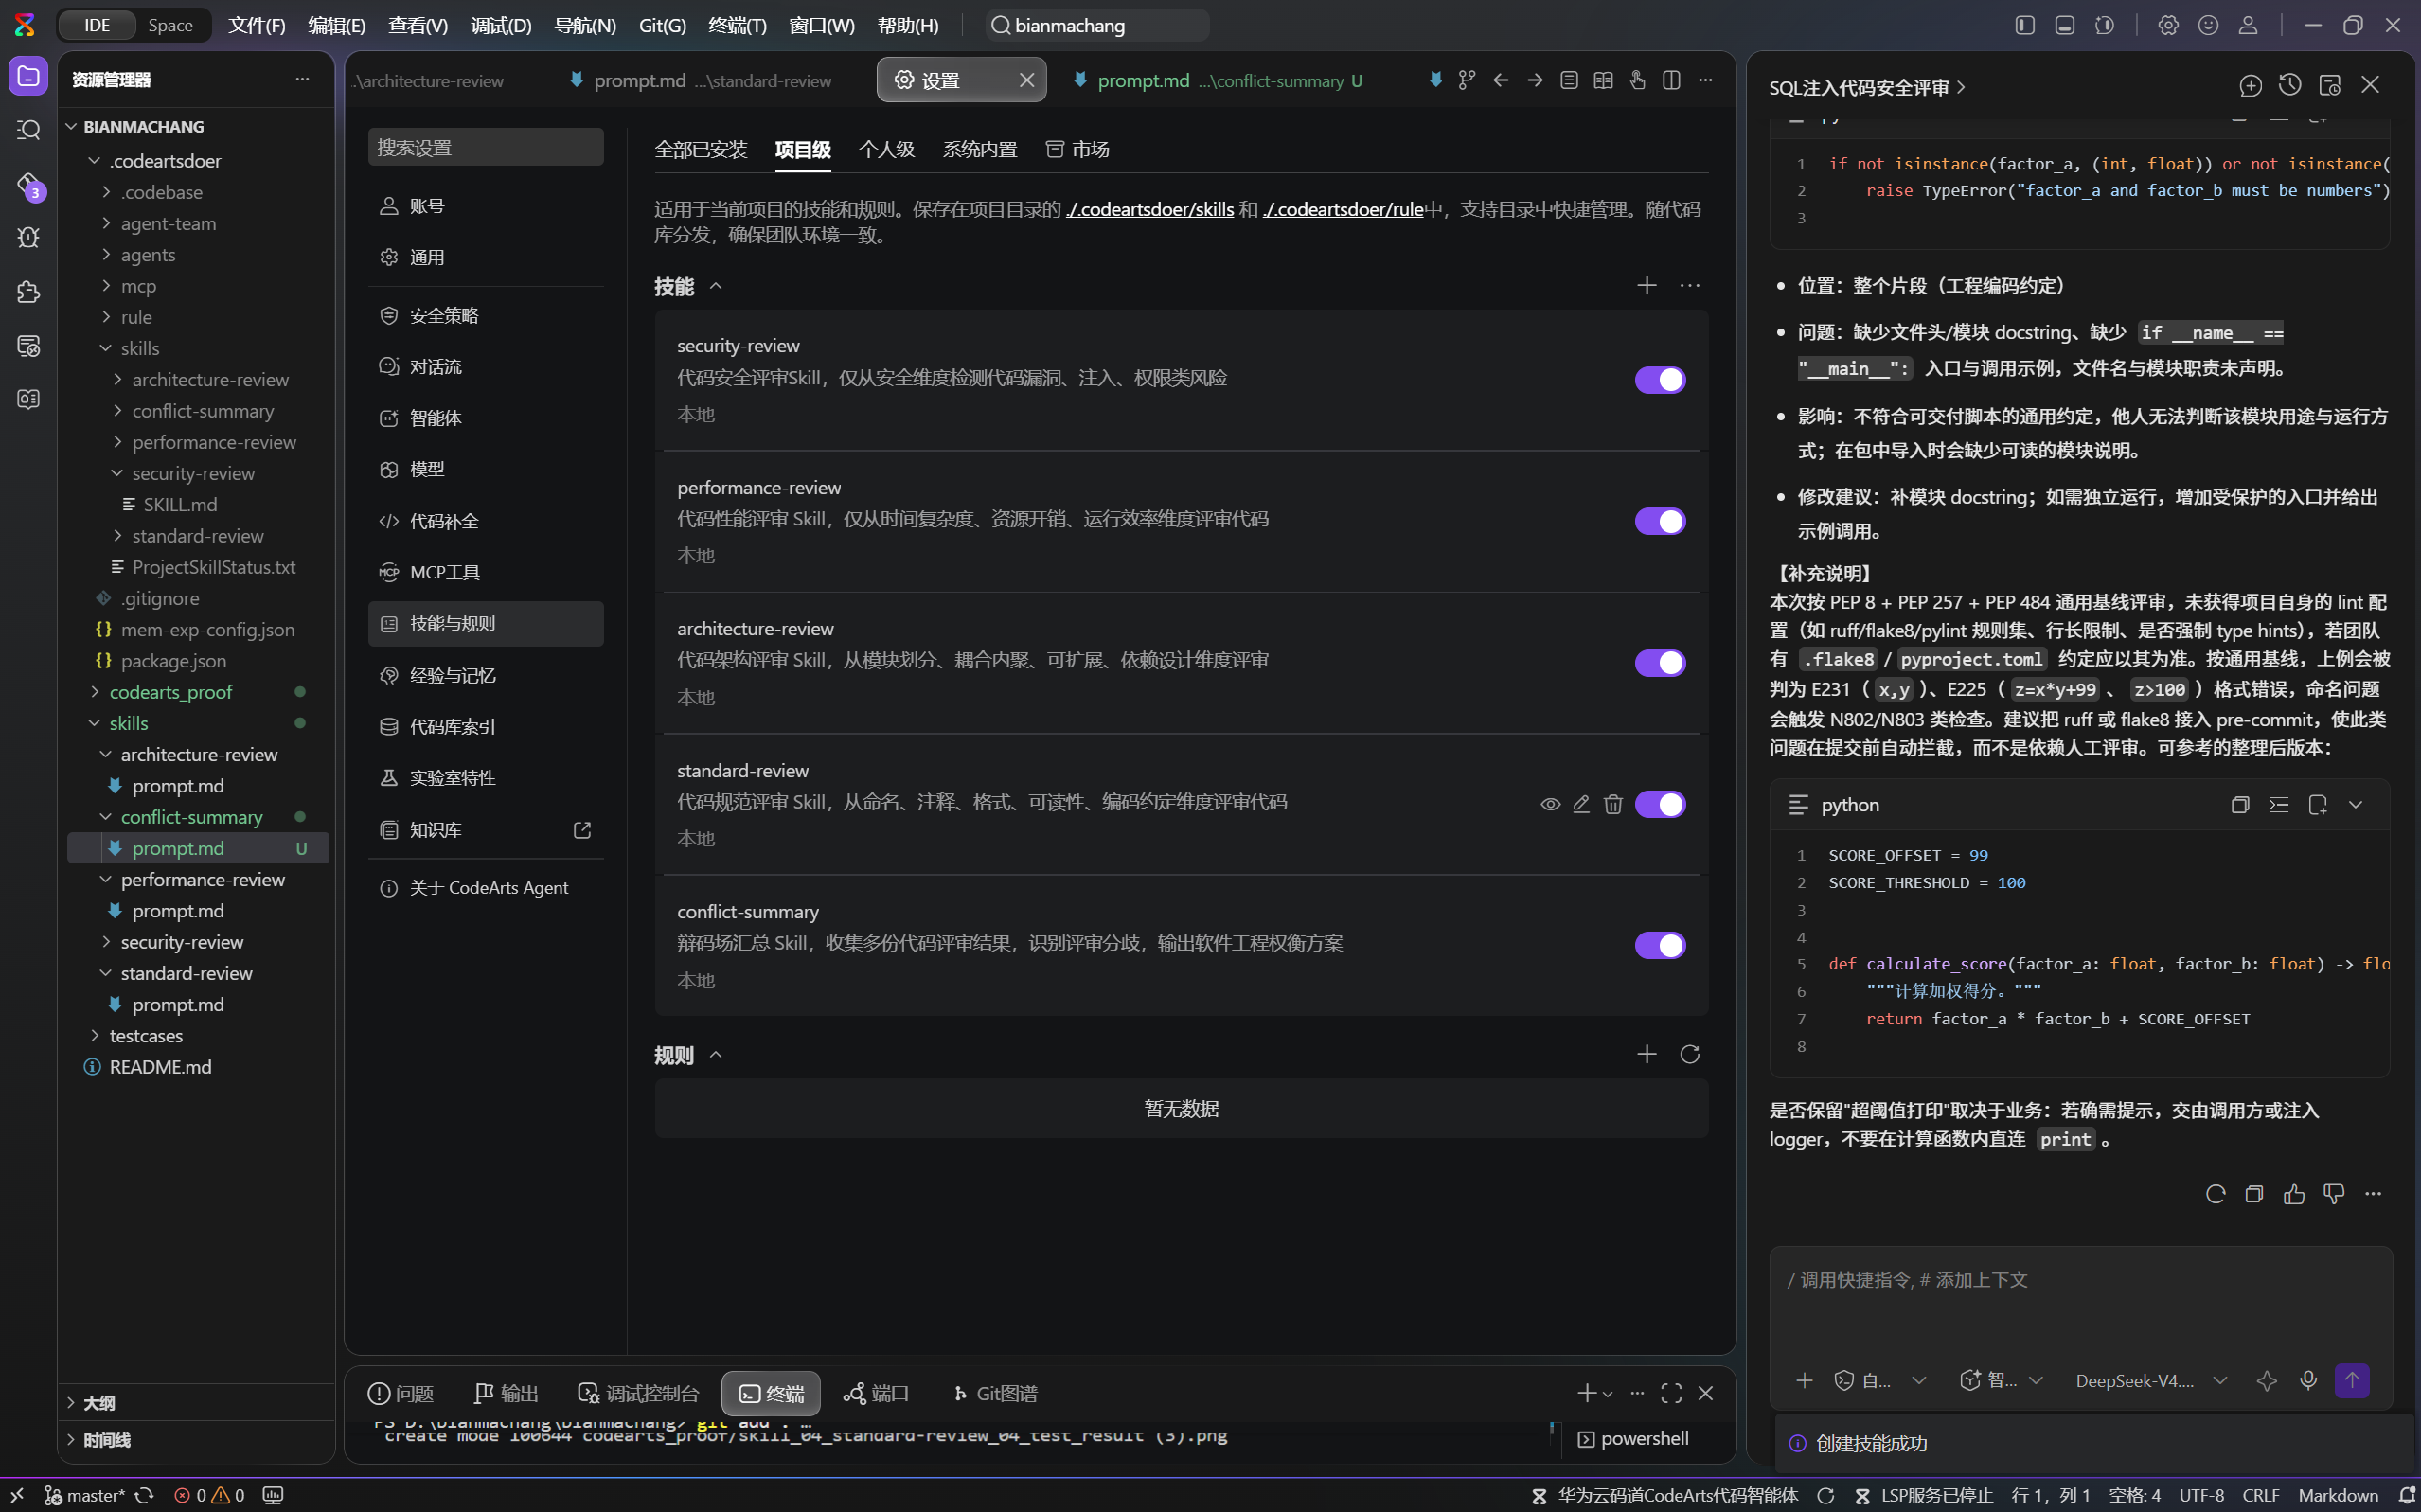 IDE Space 文件(F) 编辑(E) 查看(V) 调试(D) 导航(N) Git(G) 终端(T) 窗口(W) 帮助(H) bianmachang
资源管理器
BIANMACHANG
.codeartsdoer
.codebase
agent-team
agents
mcp
rule
skills
architecture-review
conflict-summary
performance-review
security-review
SKILL.md
standard-review
ProjectSkillStatus.txt
.gitignore
mem-exp-config.json
package.json
codearts_proof
skills
architecture-review
prompt.md
conflict-summary
prompt.md U
performance-review
prompt.md
security-review
standard-review
prompt.md
testcases
README.md
大纲
时间线
3
.\architecture-review prompt.md ...\standard-review 设置 prompt.md ...\conflict-summary U
搜索设置
账号
通用
安全策略
对话流
智能体
模型
代码补全
MCP工具
技能与规则
经验与记忆
代码库索引
实验室特性
知识库
关于 CodeArts Agent
全部已安装 项目级 个人级 系统内置 市场
适用于当前项目的技能和规则。保存在项目目录的 ./.codeartsdoer/skills 和 ./.codeartsdoer/rule中，支持目录中快捷管理。随代码
库分发，确保团队环境一致。
技能
security-review
代码安全评审Skill，仅从安全维度检测代码漏洞、注入、权限类风险
本地
performance-review
代码性能评审 Skill，仅从时间复杂度、资源开销、运行效率维度评审代码
本地
architecture-review
代码架构评审 Skill，从模块划分、耦合内聚、可扩展、依赖设计维度评审
本地
standard-review
代码规范评审 Skill，从命名、注释、格式、可读性、编码约定维度评审代码
本地
conflict-summary
辩码场汇总 Skill，收集多份代码评审结果，识别评审分歧，输出软件工程权衡方案
本地
规则
暂无数据
问题 输出 调试控制台 终端 端口 Git图谱
PS D:\bianmachang\bianmachang> git add . …
create mode 100644 codearts_proof/skill_04_standard-review_04_test_result (3).png
powershell
SQL注入代码安全评审
1 if not isinstance(factor_a, (int, float)) or not isinstance(
2 raise TypeError("factor_a and factor_b must be numbers")
3
位置：整个片段（工程编码约定）
问题：缺少文件头/模块 docstring、缺少 if __name__ ==
"__main__": 入口与调用示例，文件名与模块职责未声明。
影响：不符合可交付脚本的通用约定，他人无法判断该模块用途与运行方
式；在包中导入时会缺少可读的模块说明。
修改建议：补模块 docstring；如需独立运行，增加受保护的入口并给出
示例调用。
【补充说明】
本次按 PEP 8 + PEP 257 + PEP 484 通用基线评审，未获得项目自身的 lint 配
置（如 ruff/flake8/pylint 规则集、行长限制、是否强制 type hints），若团队
有 .flake8 / pyproject.toml 约定应以其为准。按通用基线，上例会被
判为 E231（ x,y ）、E225（ z=x*y+99 、 z>100 ）格式错误，命名问题
会触发 N802/N803 类检查。建议把 ruff 或 flake8 接入 pre-commit，使此类
问题在提交前自动拦截，而不是依赖人工评审。可参考的整理后版本：
python
1 SCORE_OFFSET = 99
2 SCORE_THRESHOLD = 100
3
4
5 def calculate_score(factor_a: float, factor_b: float) -> flo
6 """计算加权得分。"""
7 return factor_a * factor_b + SCORE_OFFSET
8
是否保留"超阈值打印"取决于业务：若确需提示，交由调用方或注入
logger，不要在计算函数内直连 print 。
/ 调用快捷指令, # 添加上下文
自... 智... DeepSeek-V4....
创建技能成功
master* 0 0 华为云码道CodeArts代码智能体 LSP服务已停止 行 1，列 1 空格: 4 UTF-8 CRLF Markdown